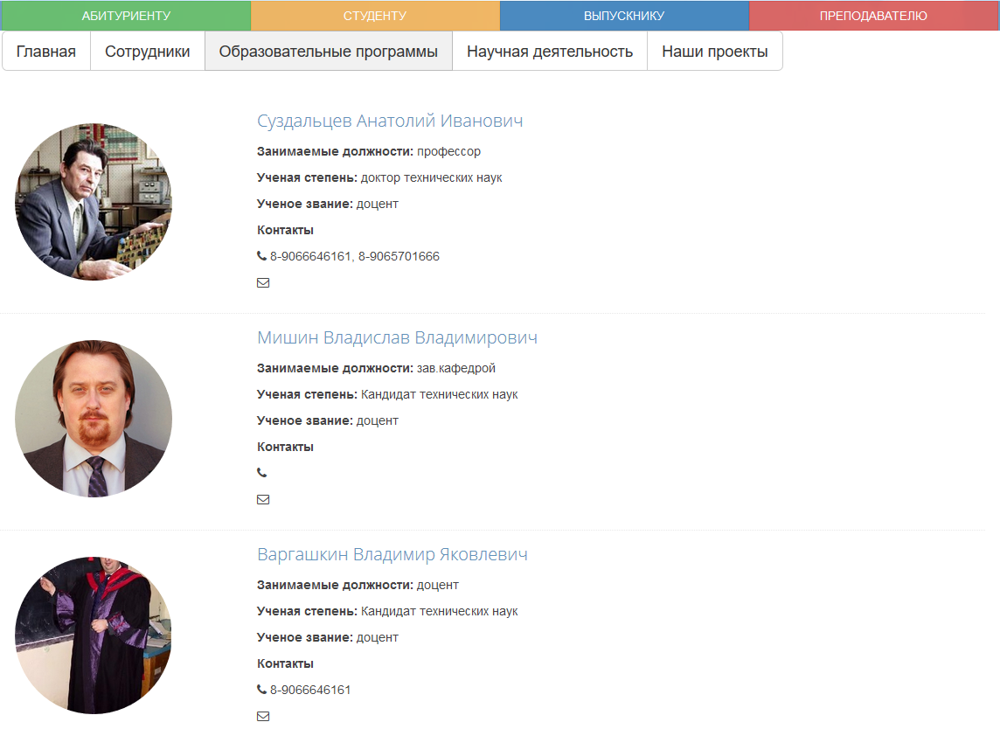 АБИТУРИЕНТУ СТУДЕНТУ ВЫПУСКНИКУ ПРЕПОДАВАТЕЛЮ
Главная Сотрудники Образовательные программы Научная деятельность Наши проекты
Суздальцев Анатолий Иванович
Занимаемые должности: профессор
Ученая степень: доктор технических наук
Ученое звание: доцент
Контакты
8-9066646161, 8-9065701666
Мишин Владислав Владимирович
Занимаемые должности: зав.кафедрой
Ученая степень: Кандидат технических наук
Ученое звание: доцент
Контакты
Варгашкин Владимир Яковлевич
Занимаемые должности: доцент
Ученая степень: Кандидат технических наук
Ученое звание: доцент
Контакты
8-9066646161